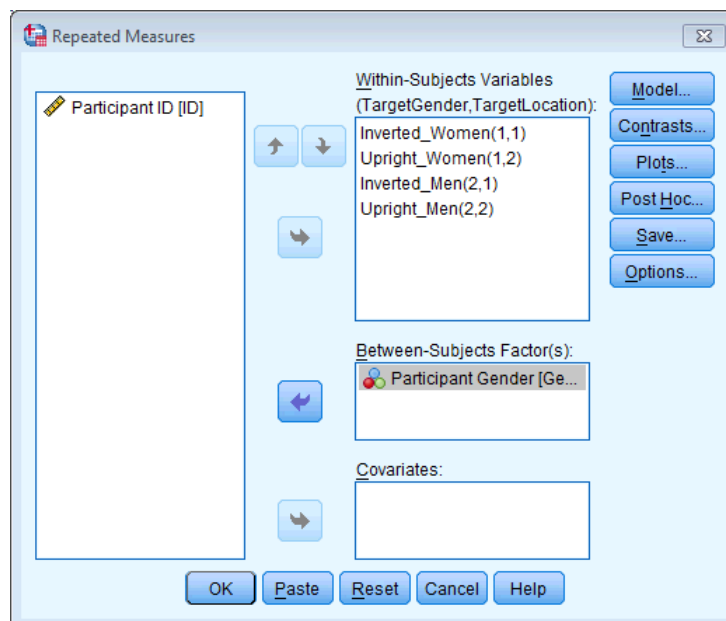 Repeated Measures
Participant ID [ID]
Within-Subjects Variables
(TargetGender,TargetLocation):
Inverted_Women(1,1)
Upright_Women(1,2)
Inverted_Men(2,1)
Upright_Men(2,2)
Model...
Contrasts...
Plots...
Post Hoc...
Save...
Options...
Between-Subjects Factor(s):
Participant Gender [Ge...
Covariates:
OK Paste Reset Cancel Help